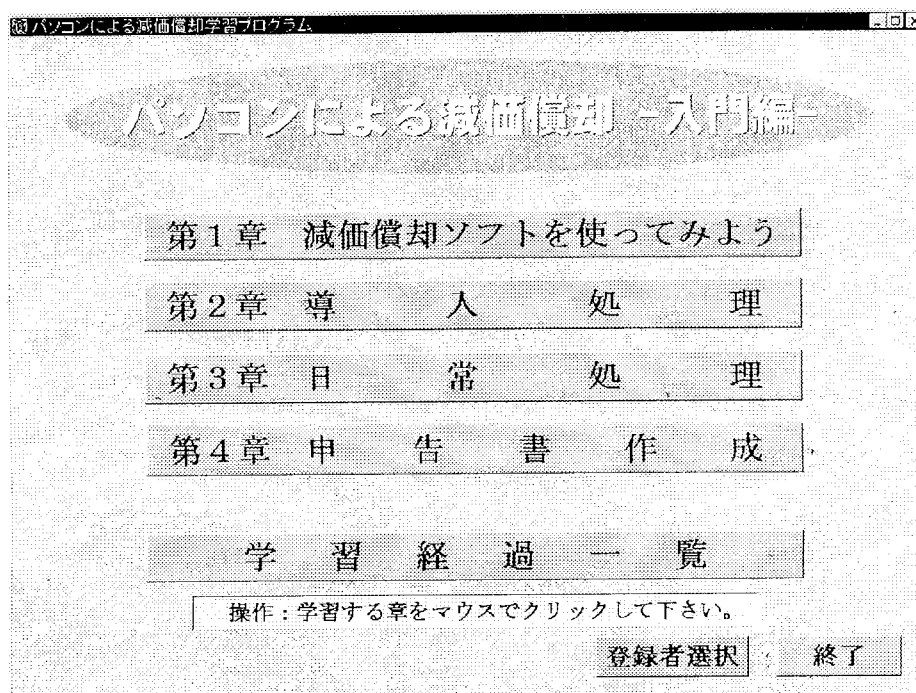 パソコンによる減価償却学習プログラム
パソコンによる減価償却 -入門編-
第1章 減価償却ソフトを使ってみよう
第2章 導入処理
第3章 日常処理
第4章 申告書作成
学習経過一覧
操作：学習する章をマウスでクリックして下さい。
登録者選択 終了